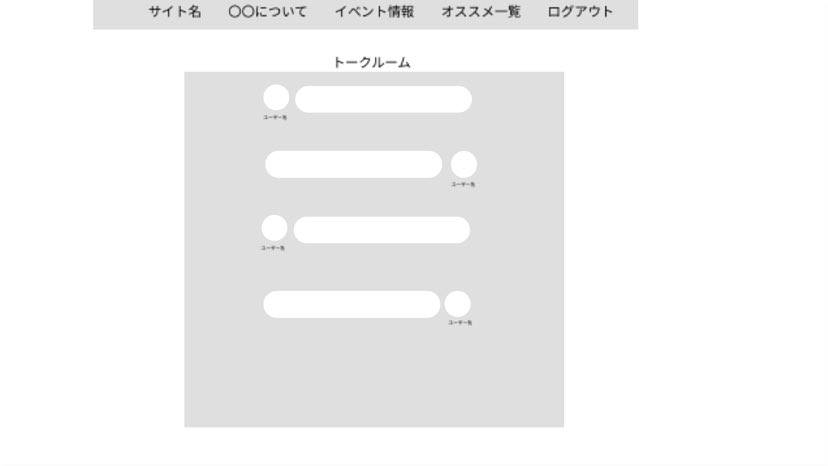 サイト名 〇〇について イベント情報 オススメ一覧 ログアウト
トークルーム
ユーザー名
ユーザー名
ユーザー名
ユーザー名